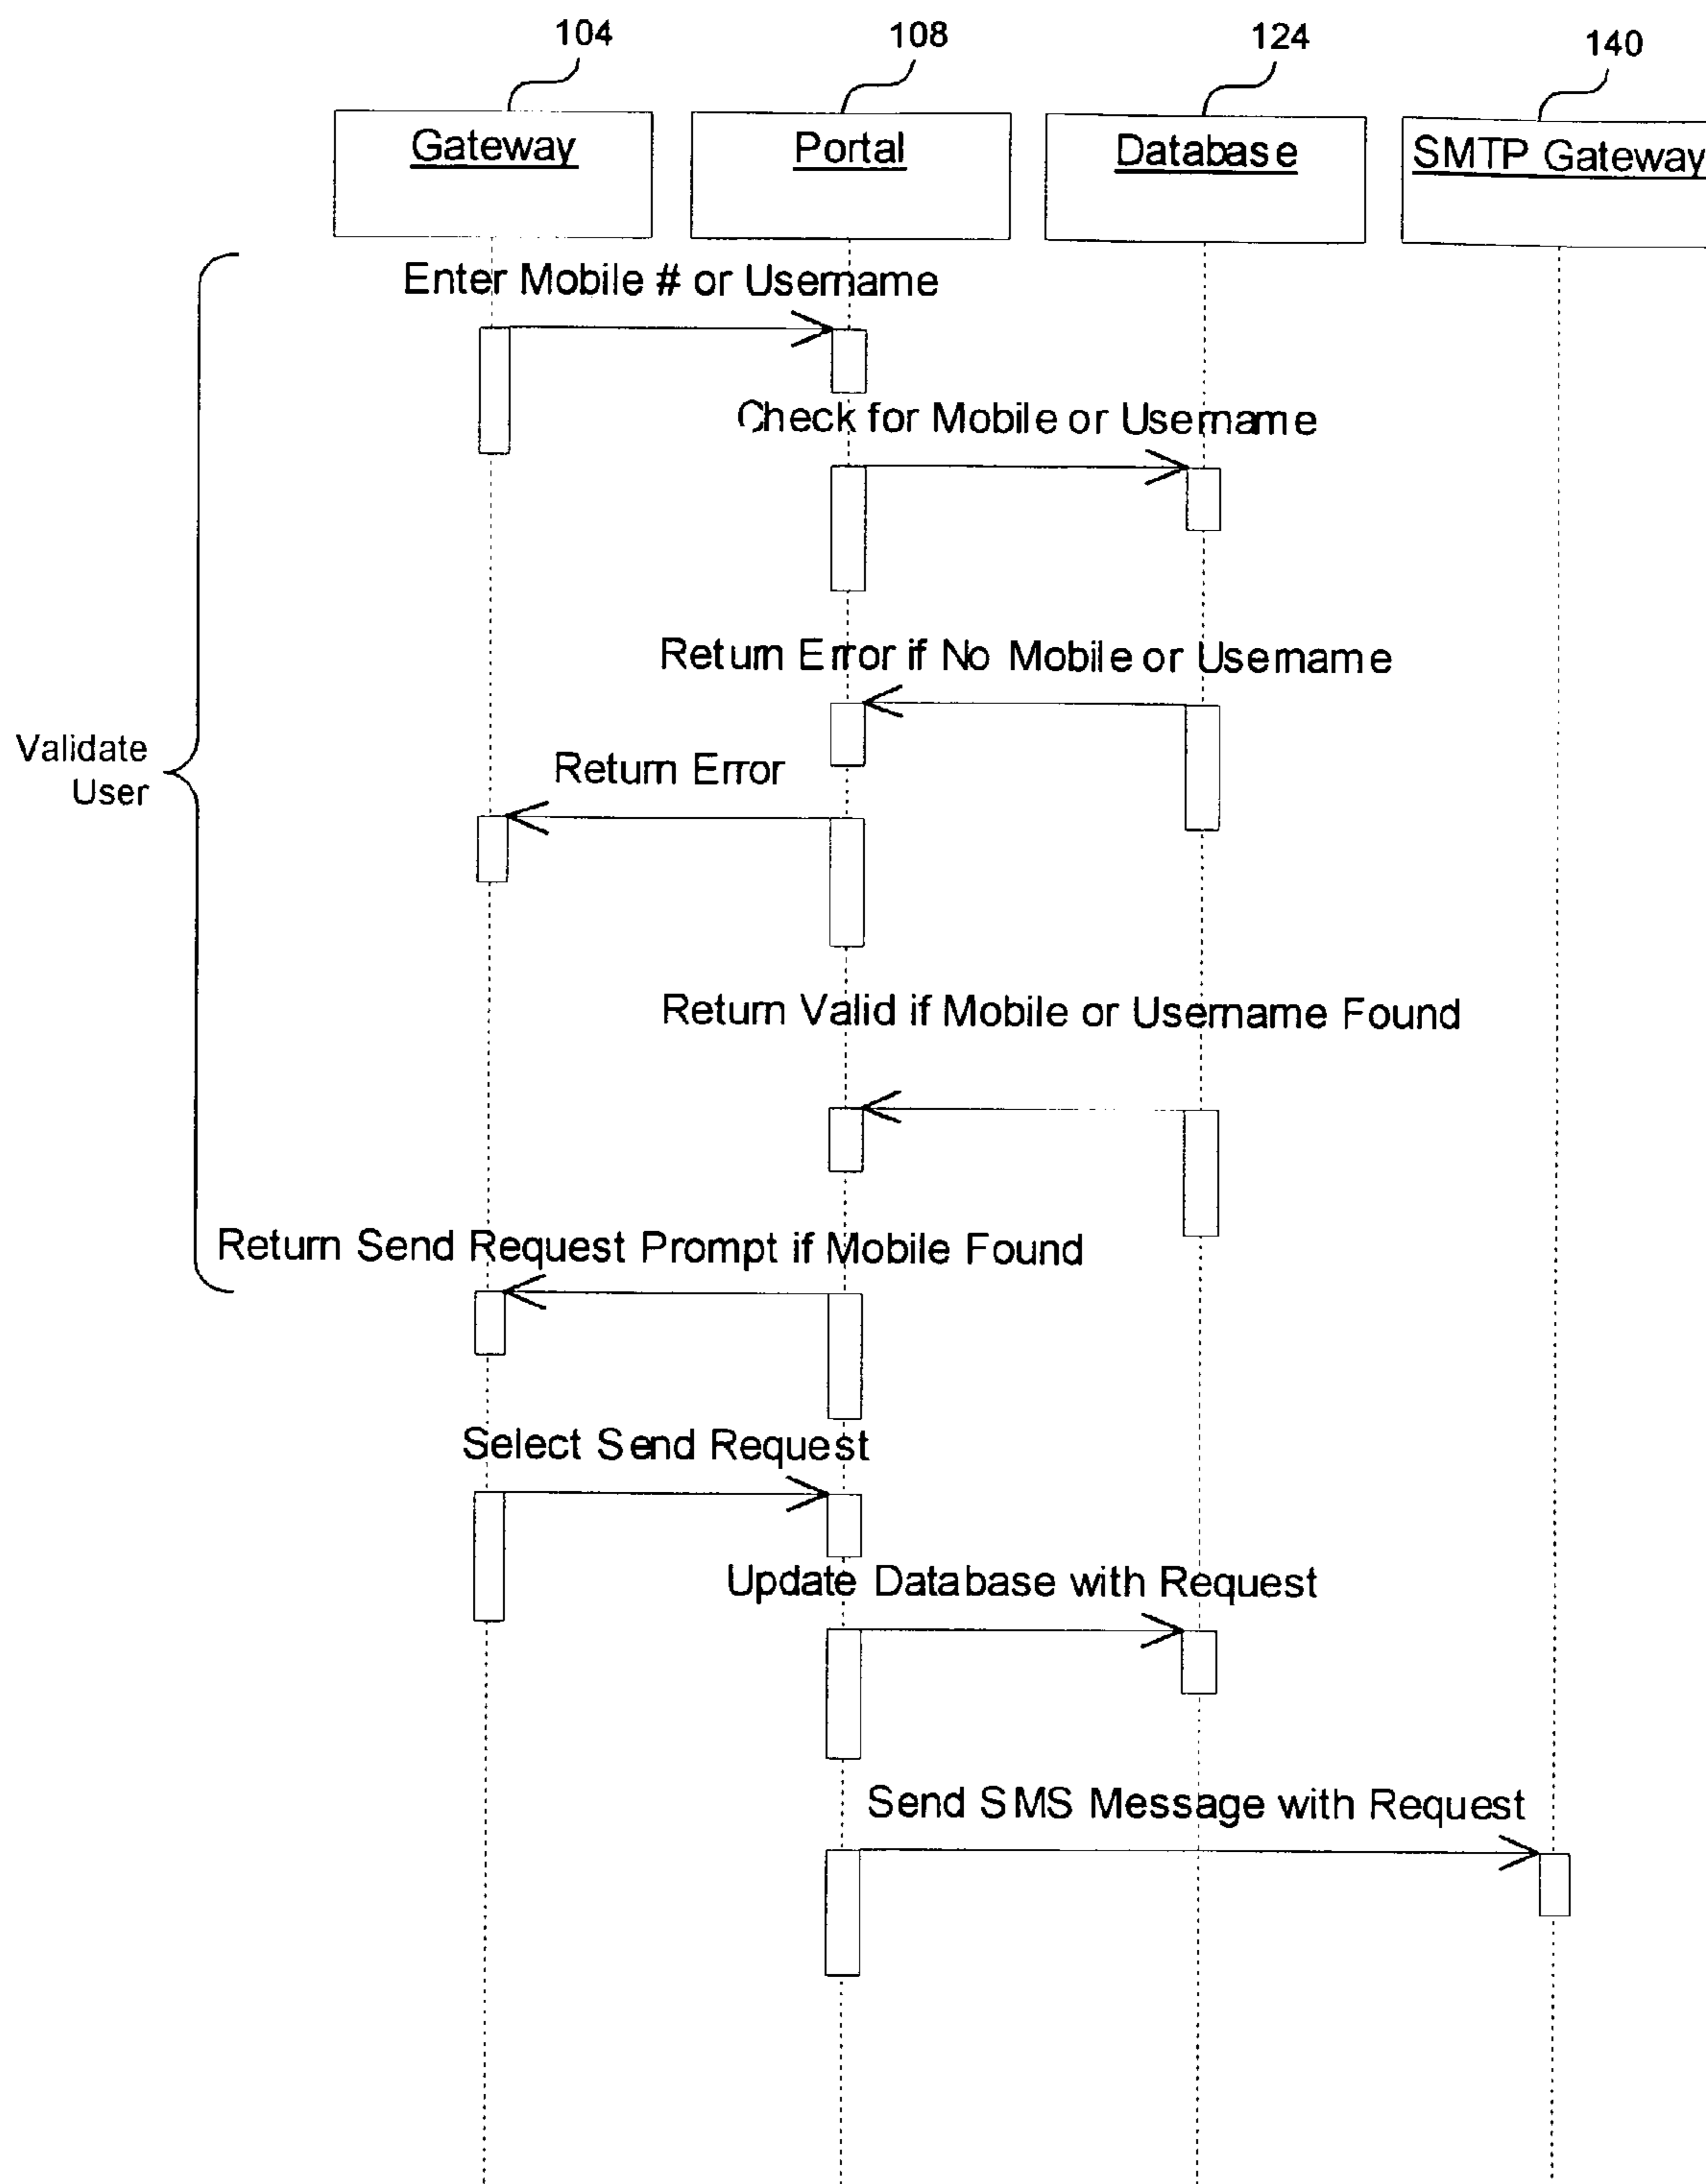 104
108
124
140
Gateway
Portal
Database
SMTP Gateway
Enter Mobile # or Username
Check for Mobile or Username
Return Error if No Mobile or Username
Validate
User
Return Error
Return Valid if Mobile or Username Found
Return Send Request Prompt if Mobile Found
Select Send Request
Update Database with Request
Send SMS Message with Request